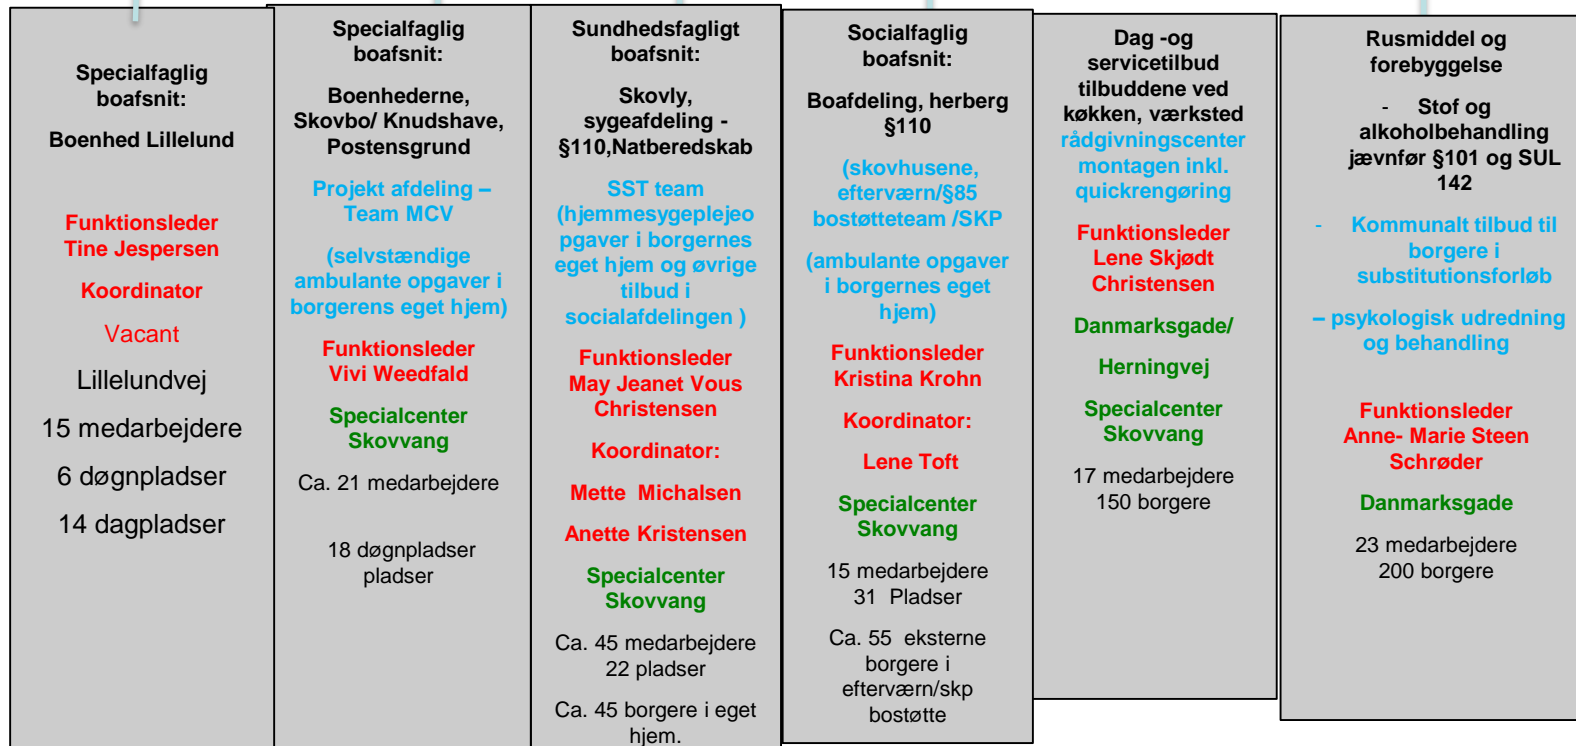 Specialfaglig
boafsnit:
Boenhed Lillelund
Funktionsleder
Tine Jespersen
Koordinator
Vacant
Lillelundvej
15 medarbejdere
6 døgnpladser
14 dagpladser
Specialfaglig
boafsnit:
Boenhederne,
Skovbo/ Knudshave,
Postensgrund
Projekt afdeling –
Team MCV
(selvstændige
ambulante opgaver i
borgerens eget hjem)
Funktionsleder
Vivi Weedfald
Specialcenter
Skovvang
Ca. 21 medarbejdere
18 døgnpladser
pladser
Sundhedsfagligt
boafsnit:
Skovly,
sygeafdeling -
§110,Natberedskab
SST team
(hjemmesygeplejeo
pgaver i borgernes
eget hjem og øvrige
tilbud i
socialafdelingen )
Funktionsleder
May Jeanet Vous
Christensen
Koordinator:
Mette Michalsen
Anette Kristensen
Specialcenter
Skovvang
Ca. 45 medarbejdere
22 pladser
Ca. 45 borgere i eget
hjem.
Socialfaglig
boafsnit:
Boafdeling, herberg
§110
(skovhusene,
efterværn/§85
bostøtteteam /SKP
(ambulante opgaver
i borgernes eget
hjem)
Funktionsleder
Kristina Krohn
Koordinator:
Lene Toft
Specialcenter
Skovvang
15 medarbejdere
31 Pladser
Ca. 55 eksterne
borgere i
efterværn/skp
bostøtte
Dag -og
servicetilbud
tilbuddene ved
køkken, værksted
rådgivningscenter
montagen inkl.
quickrengøring
Funktionsleder
Lene Skjødt
Christensen
Danmarksgade/
Herningvej
Specialcenter
Skovvang
17 medarbejdere
150 borgere
Rusmiddel og
forebyggelse
- Stof og
alkoholbehandling
jævnfør §101 og SUL
142
- Kommunalt tilbud til
borgere i
substitutionsforløb
– psykologisk udredning
og behandling
Funktionsleder
Anne- Marie Steen
Schrøder
Danmarksgade
23 medarbejdere
200 borgere